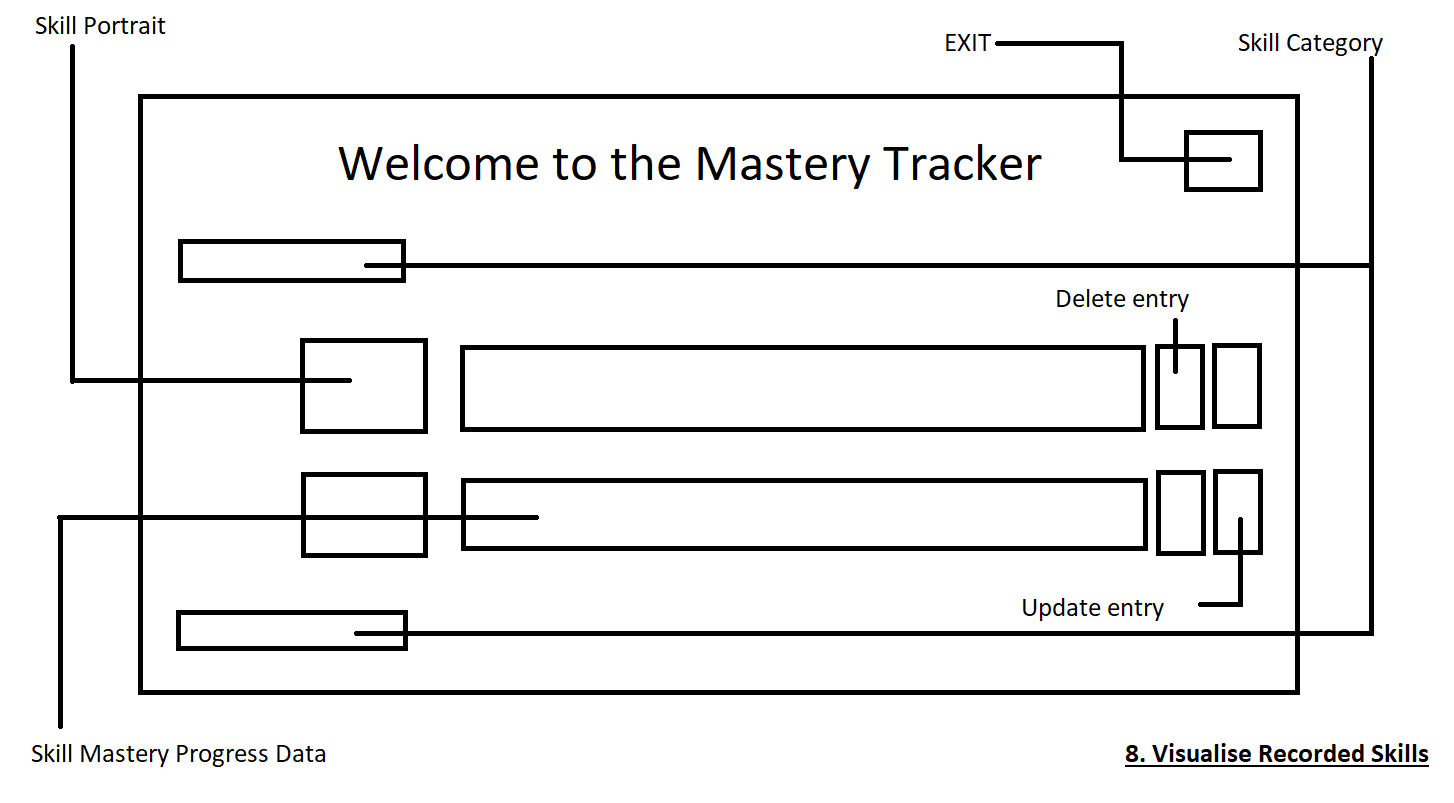 Skill Portrait
EXIT
Skill Category
Welcome to the Mastery Tracker
Delete entry
Update entry
Skill Mastery Progress Data
8. Visualise Recorded Skills